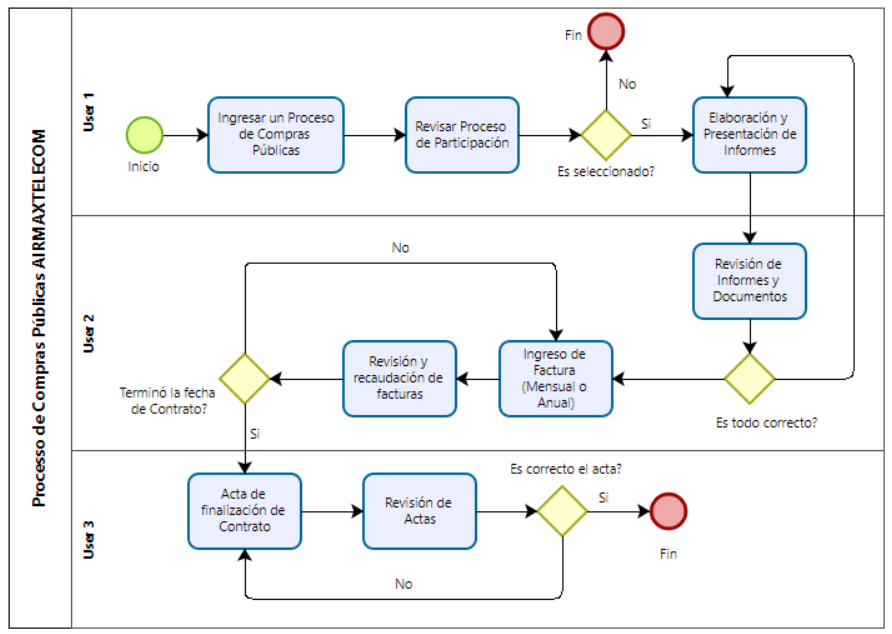 Processo de Compras Públicas AIRMAXTELECOM
User 1
Inicio
Ingresar un Proceso
de Compras
Públicas
Revisar Proceso
de Participación
Es seleccionado?
No
Fin
Si
Elaboración y
Presentación de
Informes
User 2
Revisión de
Informes y
Documentos
Es todo correcto?
Ingreso de
Factura
(Mensual o
Anual)
Revisión y
recaudación de
facturas
Terminó la fecha
de Contrato?
No
Si
User 3
Acta de
finalización de
Contrato
Revisión de
Actas
Es correcto el acta?
Si
Fin
No